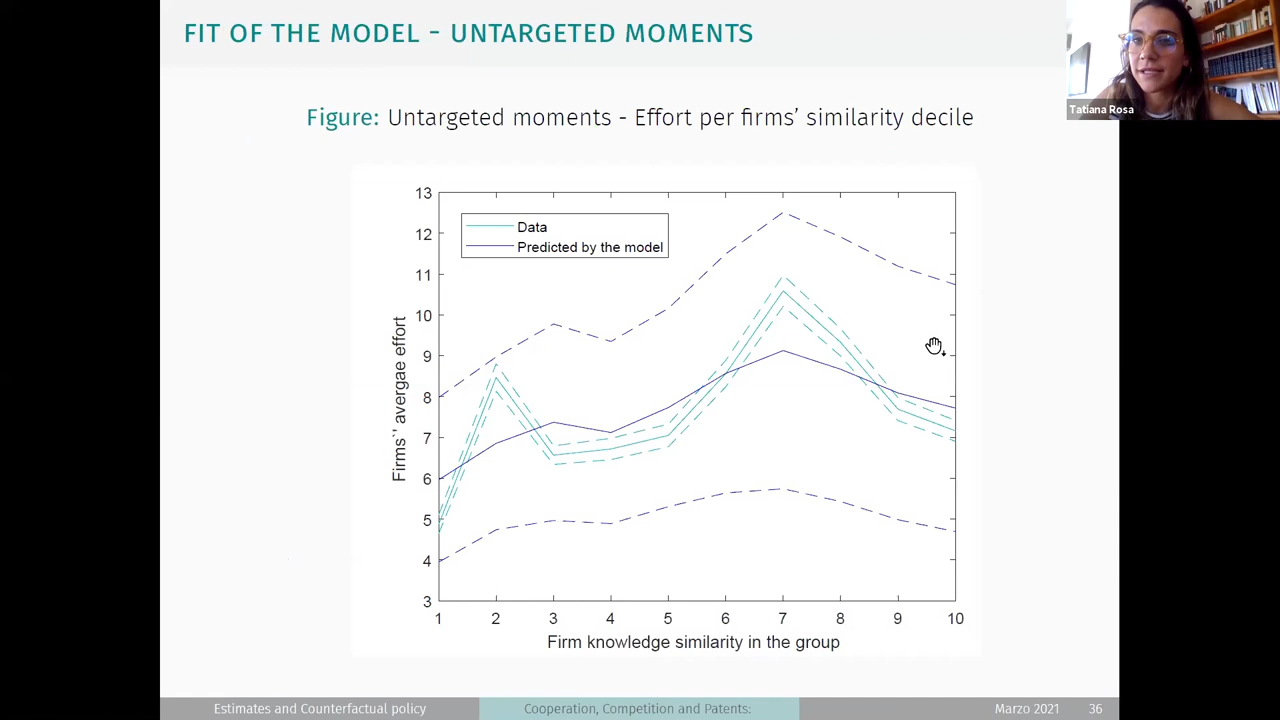 FIT OF THE MODEL - UNTARGETED MOMENTS
Tatiana Rosa
Figure: Untargeted moments - Effort per firms' similarity decile
13
12
11
10
9
8
7
6
5
4
3
Data
Predicted by the model
Firms`' avergae effort
1 2 3 4 5 6 7 8 9 10
Firm knowledge similarity in the group
Estimates and Counterfactual policy
Cooperation, Competition and Patents:
Marzo 2021
36